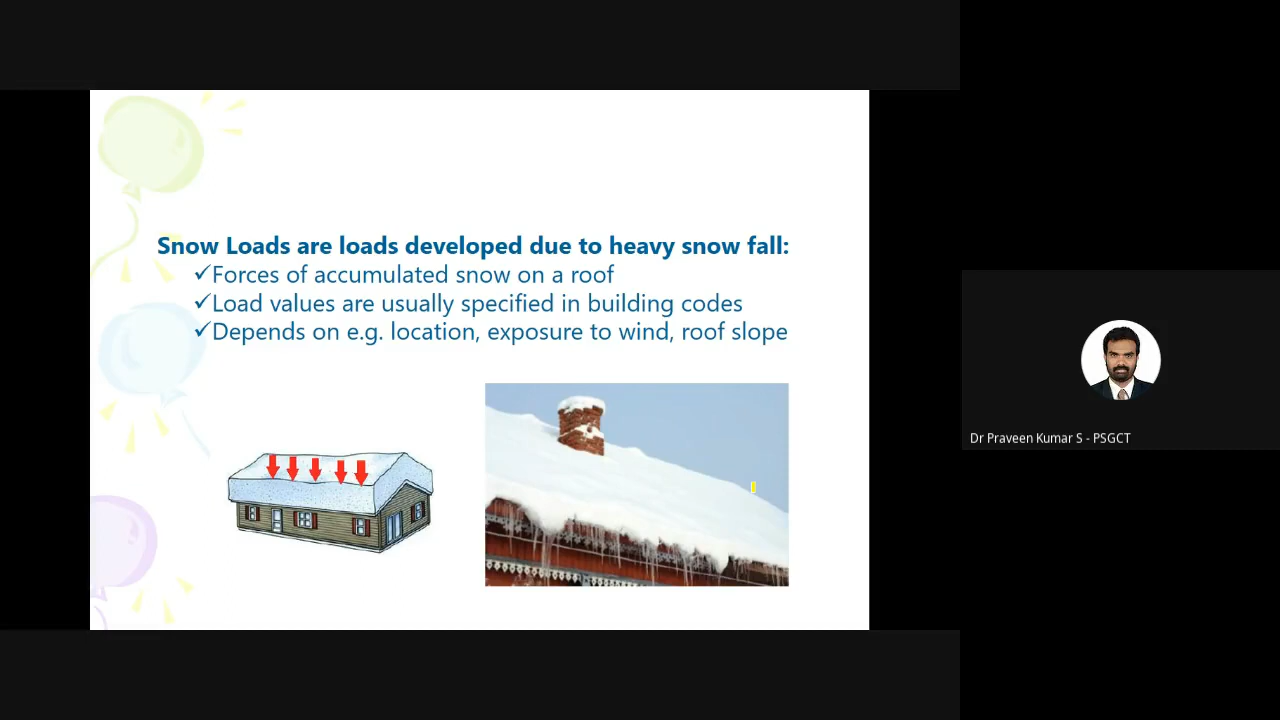 Snow Loads are loads developed due to heavy snow fall:
✓Forces of accumulated snow on a roof
✓Load values are usually specified in building codes
✓Depends on e.g. location, exposure to wind, roof slope
Dr Praveen Kumar S - PSGCT